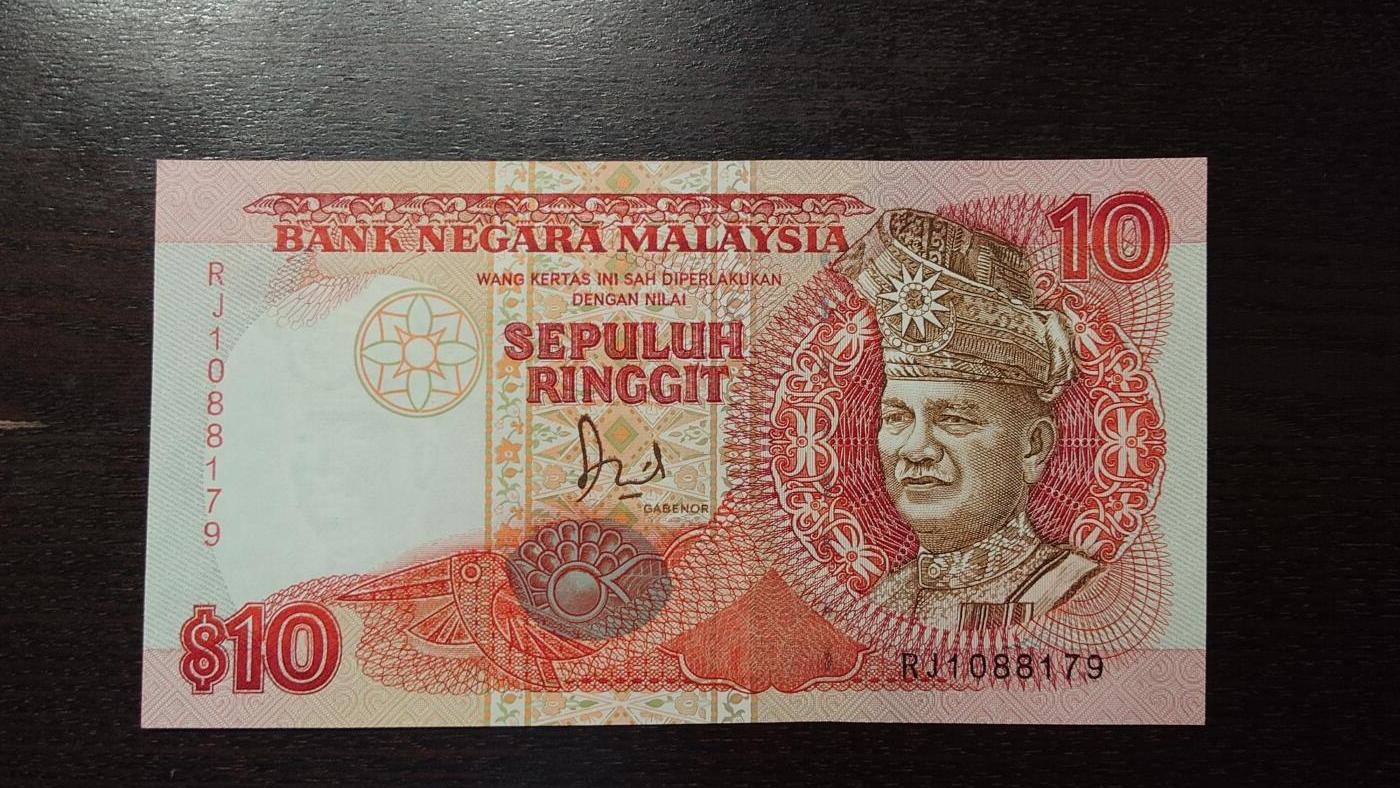 BANK NEGARA MALAYSIA
10
WANG KERTAS INI SAH DIPERLAKUKAN
DENGAN NILAI
SEPULUH
RINGGIT
RJ1088179
GABENOR
$10
RJ1088179